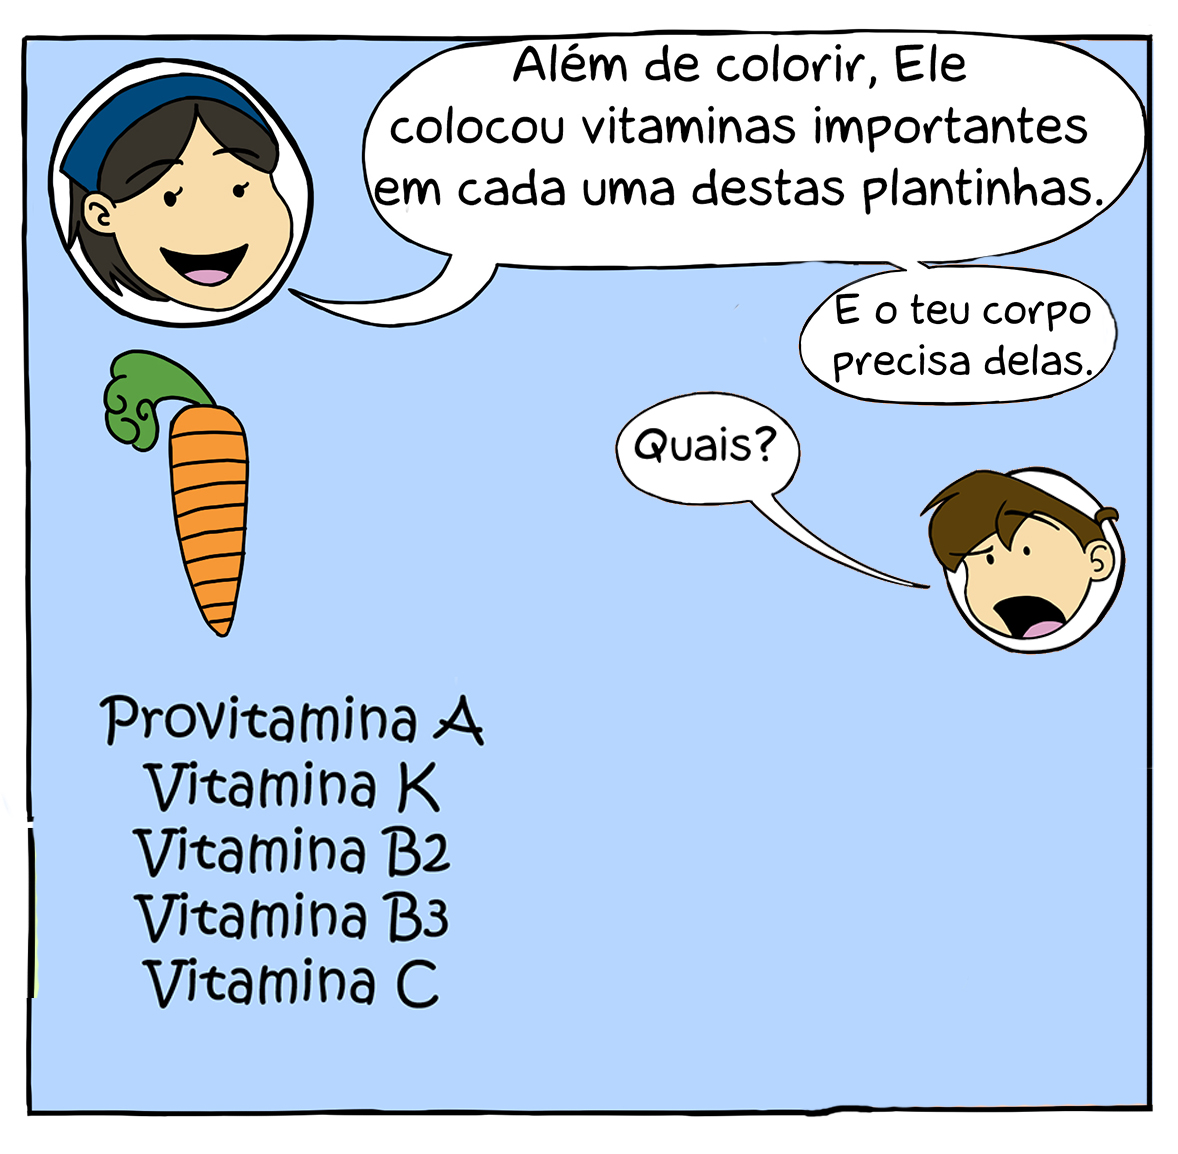 Além de colorir, Ele
colocou vitaminas importantes
em cada uma destas plantinhas.
E o teu corpo
precisa delas.
Quais?
Provitamina A
Vitamina K
Vitamina B2
Vitamina B3
Vitamina C